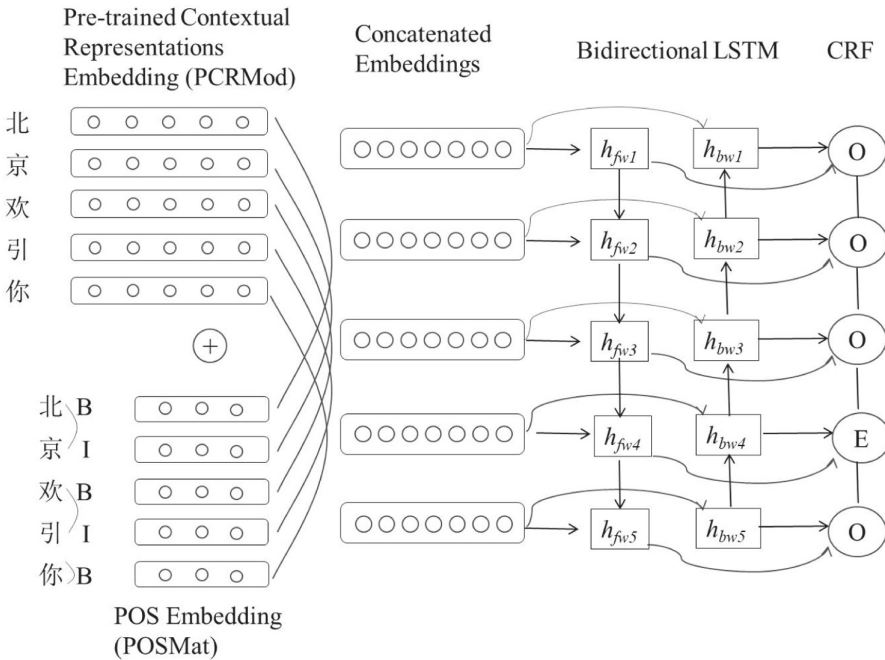 Pre-trained Contextual
Representations
Embedding (PCRMod)
Concatenated
Embeddings
Bidirectional LSTM
CRF
北
京
欢
引
你
+
北 B
京 I
欢 B
引 I
你 B
POS Embedding
(POSMat)
h_fw1 h_bw1 O
h_fw2 h_bw2 O
h_fw3 h_bw3 O
h_fw4 h_bw4 E
h_fw5 h_bw5 O